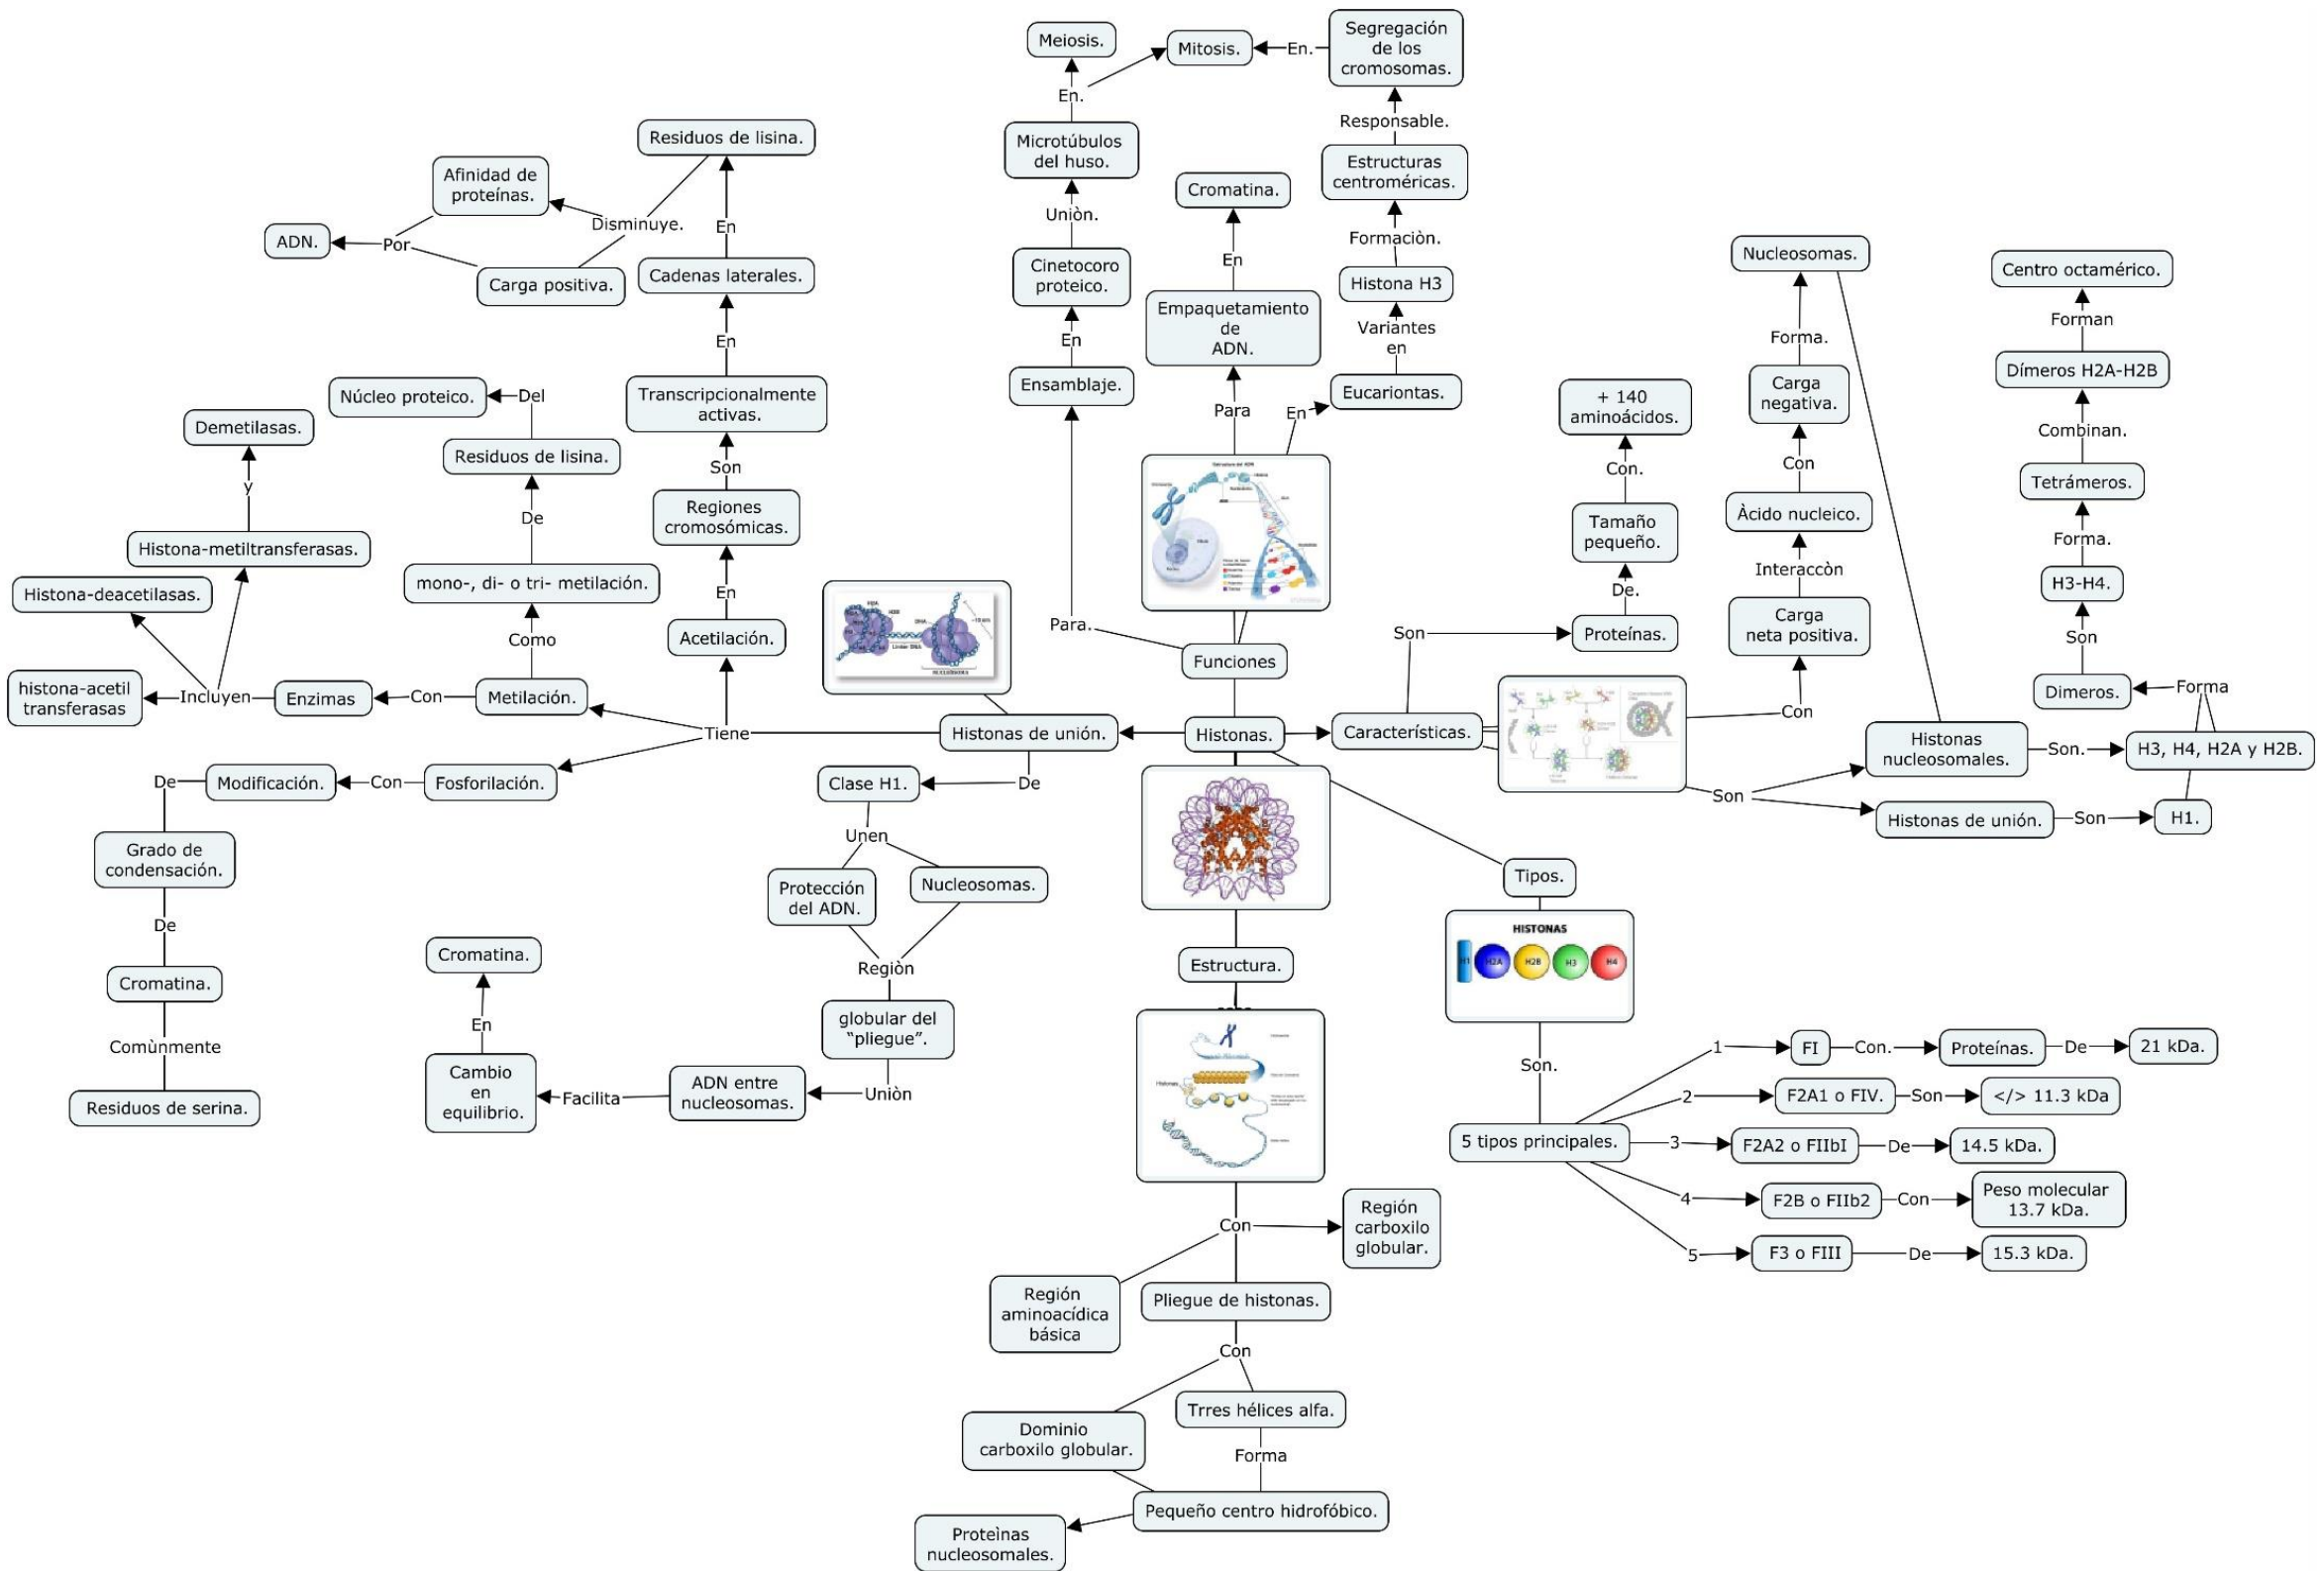 Meiosis.
Mitosis.
En.
Segregación
de los
cromosomas.
En.
Responsable.
Microtúbulos
del huso.
Estructuras
centroméricas.
Cromatina.
Uniòn.
Formaciòn.
En
Cinetocoro
proteico.
Histona H3
Empaquetamiento
de
ADN.
En
Variantes
en
Ensamblaje.
Eucariontas.
Para
En
Para.
Funciones
Residuos de lisina.
Afinidad de
proteínas.
Disminuye.
En
ADN.
Por
Carga positiva.
Cadenas laterales.
En
Transcripcionalmente
activas.
Son
Regiones
cromosómicas.
En
Acetilación.
Núcleo proteico.
Del
Residuos de lisina.
De
mono-, di- o tri- metilación.
Como
Metilación.
Con
Enzimas
Incluyen
Demetilasas.
y
Histona-metiltransferasas.
Histona-deacetilasas.
histona-acetil
transferasas
H2A
H2B
DNA
Linker DNA
Tiene
Histonas de unión.
Histonas.
Características.
Son
Proteínas.
De.
Tamaño
pequeño.
Con.
+ 140
aminoácidos.
Nucleosomas.
Forma.
Carga
negativa.
Con
Àcido nucleico.
Interaccòn
Carga
neta positiva.
Con
Centro octamérico.
Forman
Dímeros H2A-H2B
Combinan.
Tetrámeros.
Forma.
H3-H4.
Son
Dimeros.
Forma
Histonas
nucleosomales.
Son.
H3, H4, H2A y H2B.
Son
Histonas de unión.
Son
H1.
Fosforilación.
Con
Modificación.
De
Grado de
condensación.
De
Cromatina.
Comùnmente
Residuos de serina.
De
Clase H1.
Unen
Protección
del ADN.
Nucleosomas.
Regiòn
globular del
“pliegue”.
Uniòn
ADN entre
nucleosomas.
Facilita
Cambio
en
equilibrio.
En
Cromatina.
Estructura.
Histonas
Con
Región
carboxilo
globular.
Región
aminoacídica
básica
Pliegue de histonas.
Con
Dominio
carboxilo globular.
Trres hélices alfa.
Forma
Pequeño centro hidrofóbico.
Proteìnas
nucleosomales.
Tipos.
HISTONAS
H1
H2A
H2B
H3
H4
Son.
5 tipos principales.
1
FI
Con.
Proteínas.
De
21 kDa.
2
F2A1 o FIV.
Son
</> 11.3 kDa
3
F2A2 o FIIbI
De
14.5 kDa.
4
F2B o FIIb2
Con
Peso molecular
13.7 kDa.
5
F3 o FIII
De
15.3 kDa.